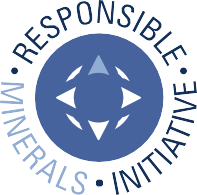 • RESPONSIBLE •
MINERALS • INITIATIVE